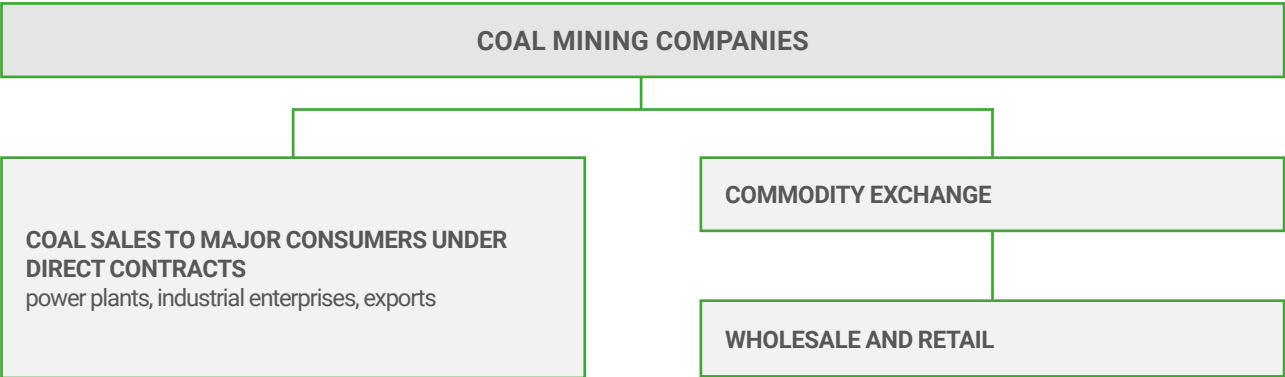 COAL MINING COMPANIES
COAL SALES TO MAJOR CONSUMERS UNDER
DIRECT CONTRACTS
power plants, industrial enterprises, exports
COMMODITY EXCHANGE
WHOLESALE AND RETAIL